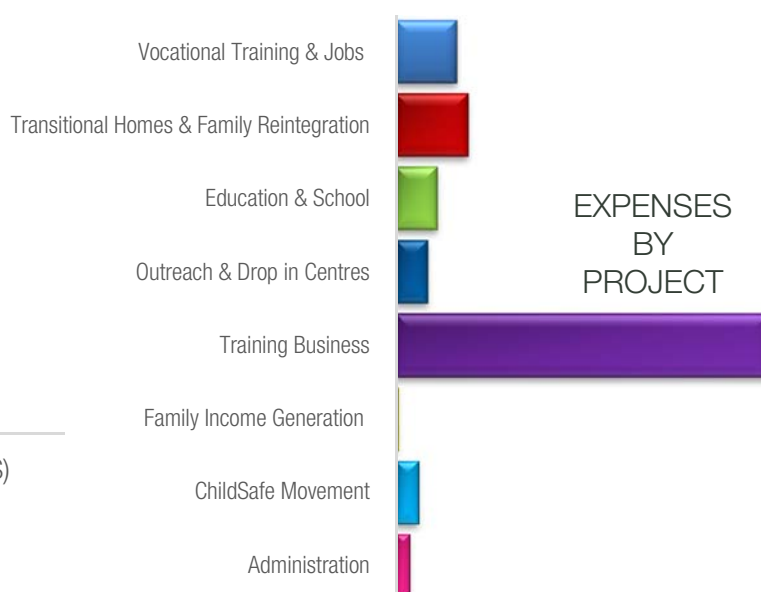 Vocational Training & Jobs
Transitional Homes & Family Reintegration
Education & School
EXPENSES
BY
PROJECT
Outreach & Drop in Centres
Training Business
Family Income Generation
ChildSafe Movement
Administration